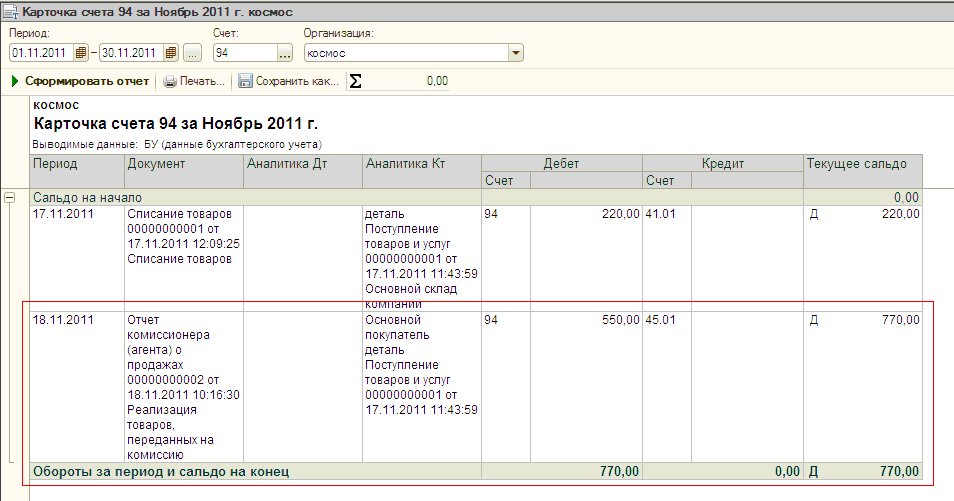 Карточка счета 94 за Ноябрь 2011 г. космос
Период: Счет: Организация:
01.11.2011 – 30.11.2011 ... 94 ... космос
Сформировать отчет Печать... Сохранить как... Σ 0,00
космос
Карточка счета 94 за Ноябрь 2011 г.
Выводимые данные: БУ (данные бухгалтерского учета)
Период Документ Аналитика Дт Аналитика Кт Дебет Кредит Текущее сальдо
Счет Счет
Сальдо на начало 0,00
17.11.2011 Списание товаров деталь 94 220,00 41.01 Д 220,00
00000000001 от Поступление
17.11.2011 12:09:25 товаров и услуг
Списание товаров 00000000001 от
17.11.2011 11:43:59
Основной склад
компании
18.11.2011 Отчет Основной 94 550,00 45.01 Д 770,00
комиссионера покупатель
(агента) о деталь
продажах Поступление
00000000002 от товаров и услуг
18.11.2011 10:16:30 00000000001 от
Реализация 17.11.2011 11:43:59
товаров,
переданных на
комиссию
Обороты за период и сальдо на конец 770,00 0,00 Д 770,00